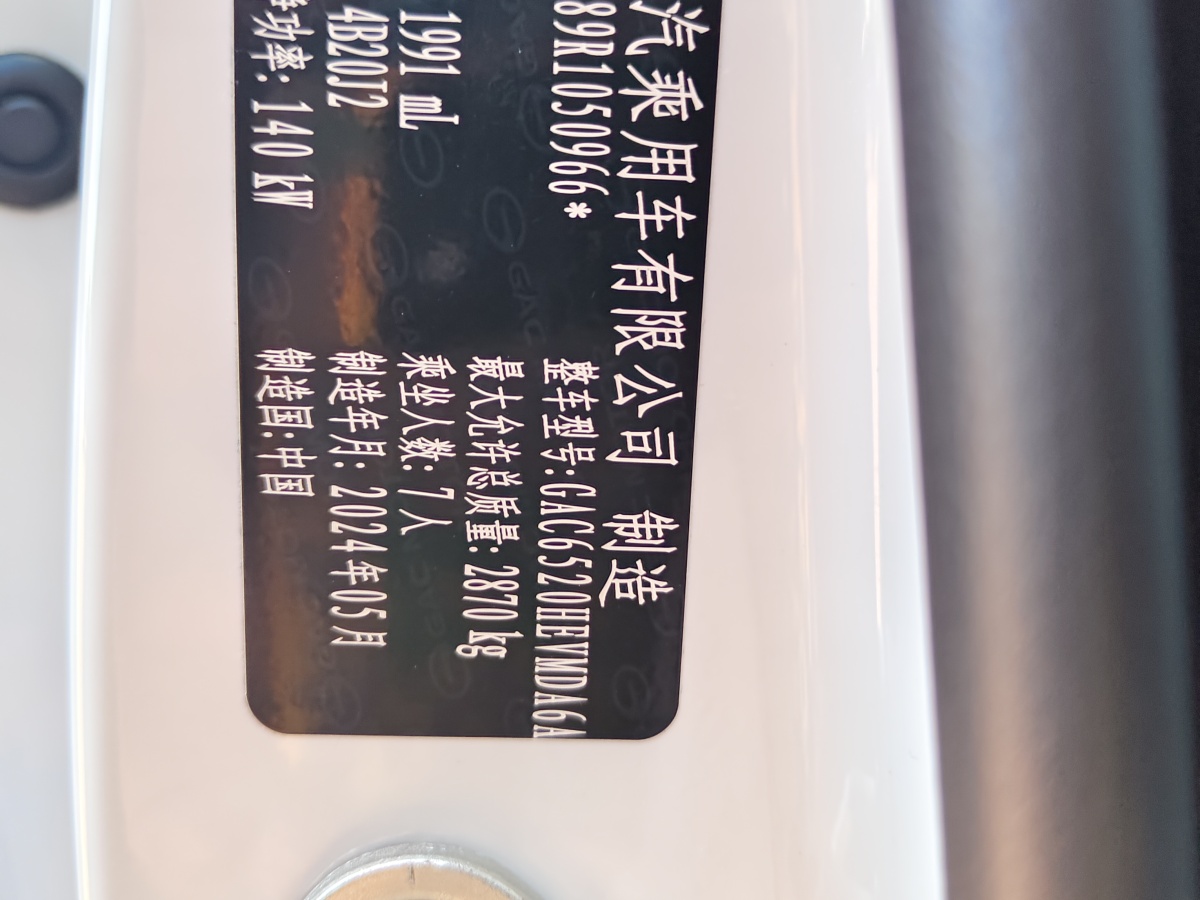 汽乘用车有限公司 制造
89R1050966*
整车型号:GAC6520HEVMDA6A
最大允许总质量:2870 kg
1991 mL
乘坐人数:7人
4B20J2
制造年月:2024年05月
功率:140 kW
制造国:中国